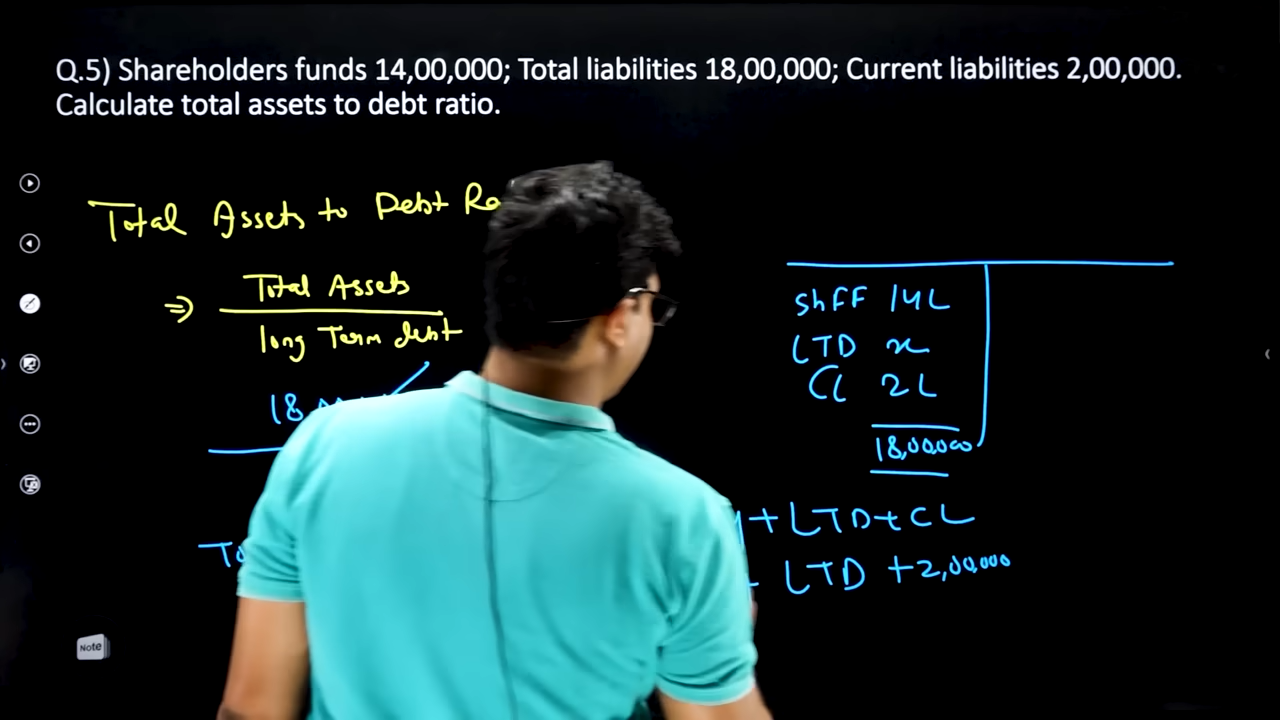 Q.5) Shareholders funds 14,00,000; Total liabilities 18,00,000; Current liabilities 2,00,000.
Calculate total assets to debt ratio.
Total Assets to Debt
⇒ Total Assets
Long Term debt
18
ShFF 14L
LTD x
CL 2L
18,00,000
+ LTD + CL
LTD + 2,00,000
Note